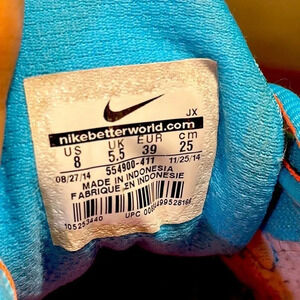 JX
nikebetterworld.com
US UK EUR cm
8 5.5 39 25
554900-411
08/27/14 11/25/14
MADE IN INDONESIA
FABRIQUE EN INDONESIE
105253440
UPC